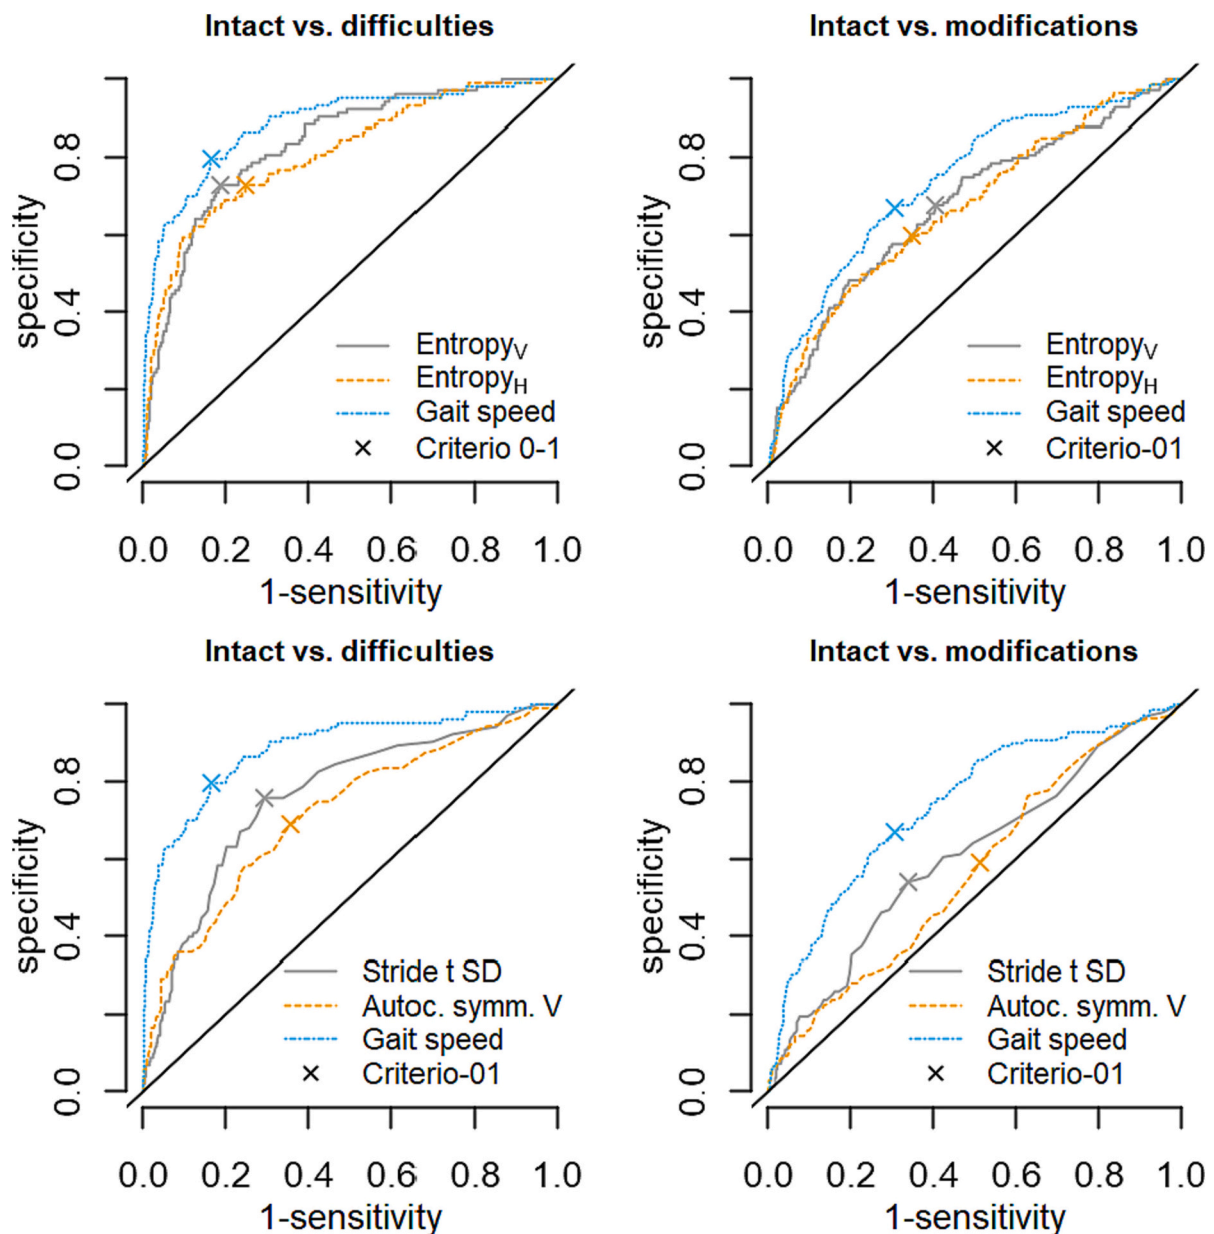 Intact vs. difficulties
specificity
0.0 0.4 0.8
Entropy_V
Entropy_H
Gait speed
Criterio 0-1
0.0 0.2 0.4 0.6 0.8 1.0
1-sensitivity
Intact vs. modifications
specificity
0.0 0.4 0.8
Entropy_V
Entropy_H
Gait speed
Criterio-01
0.0 0.2 0.4 0.6 0.8 1.0
1-sensitivity
Intact vs. difficulties
specificity
0.0 0.4 0.8
Stride t SD
Autoc. symm. V
Gait speed
Criterio-01
0.0 0.2 0.4 0.6 0.8 1.0
1-sensitivity
Intact vs. modifications
specificity
0.0 0.4 0.8
Stride t SD
Autoc. symm. V
Gait speed
Criterio-01
0.0 0.2 0.4 0.6 0.8 1.0
1-sensitivity